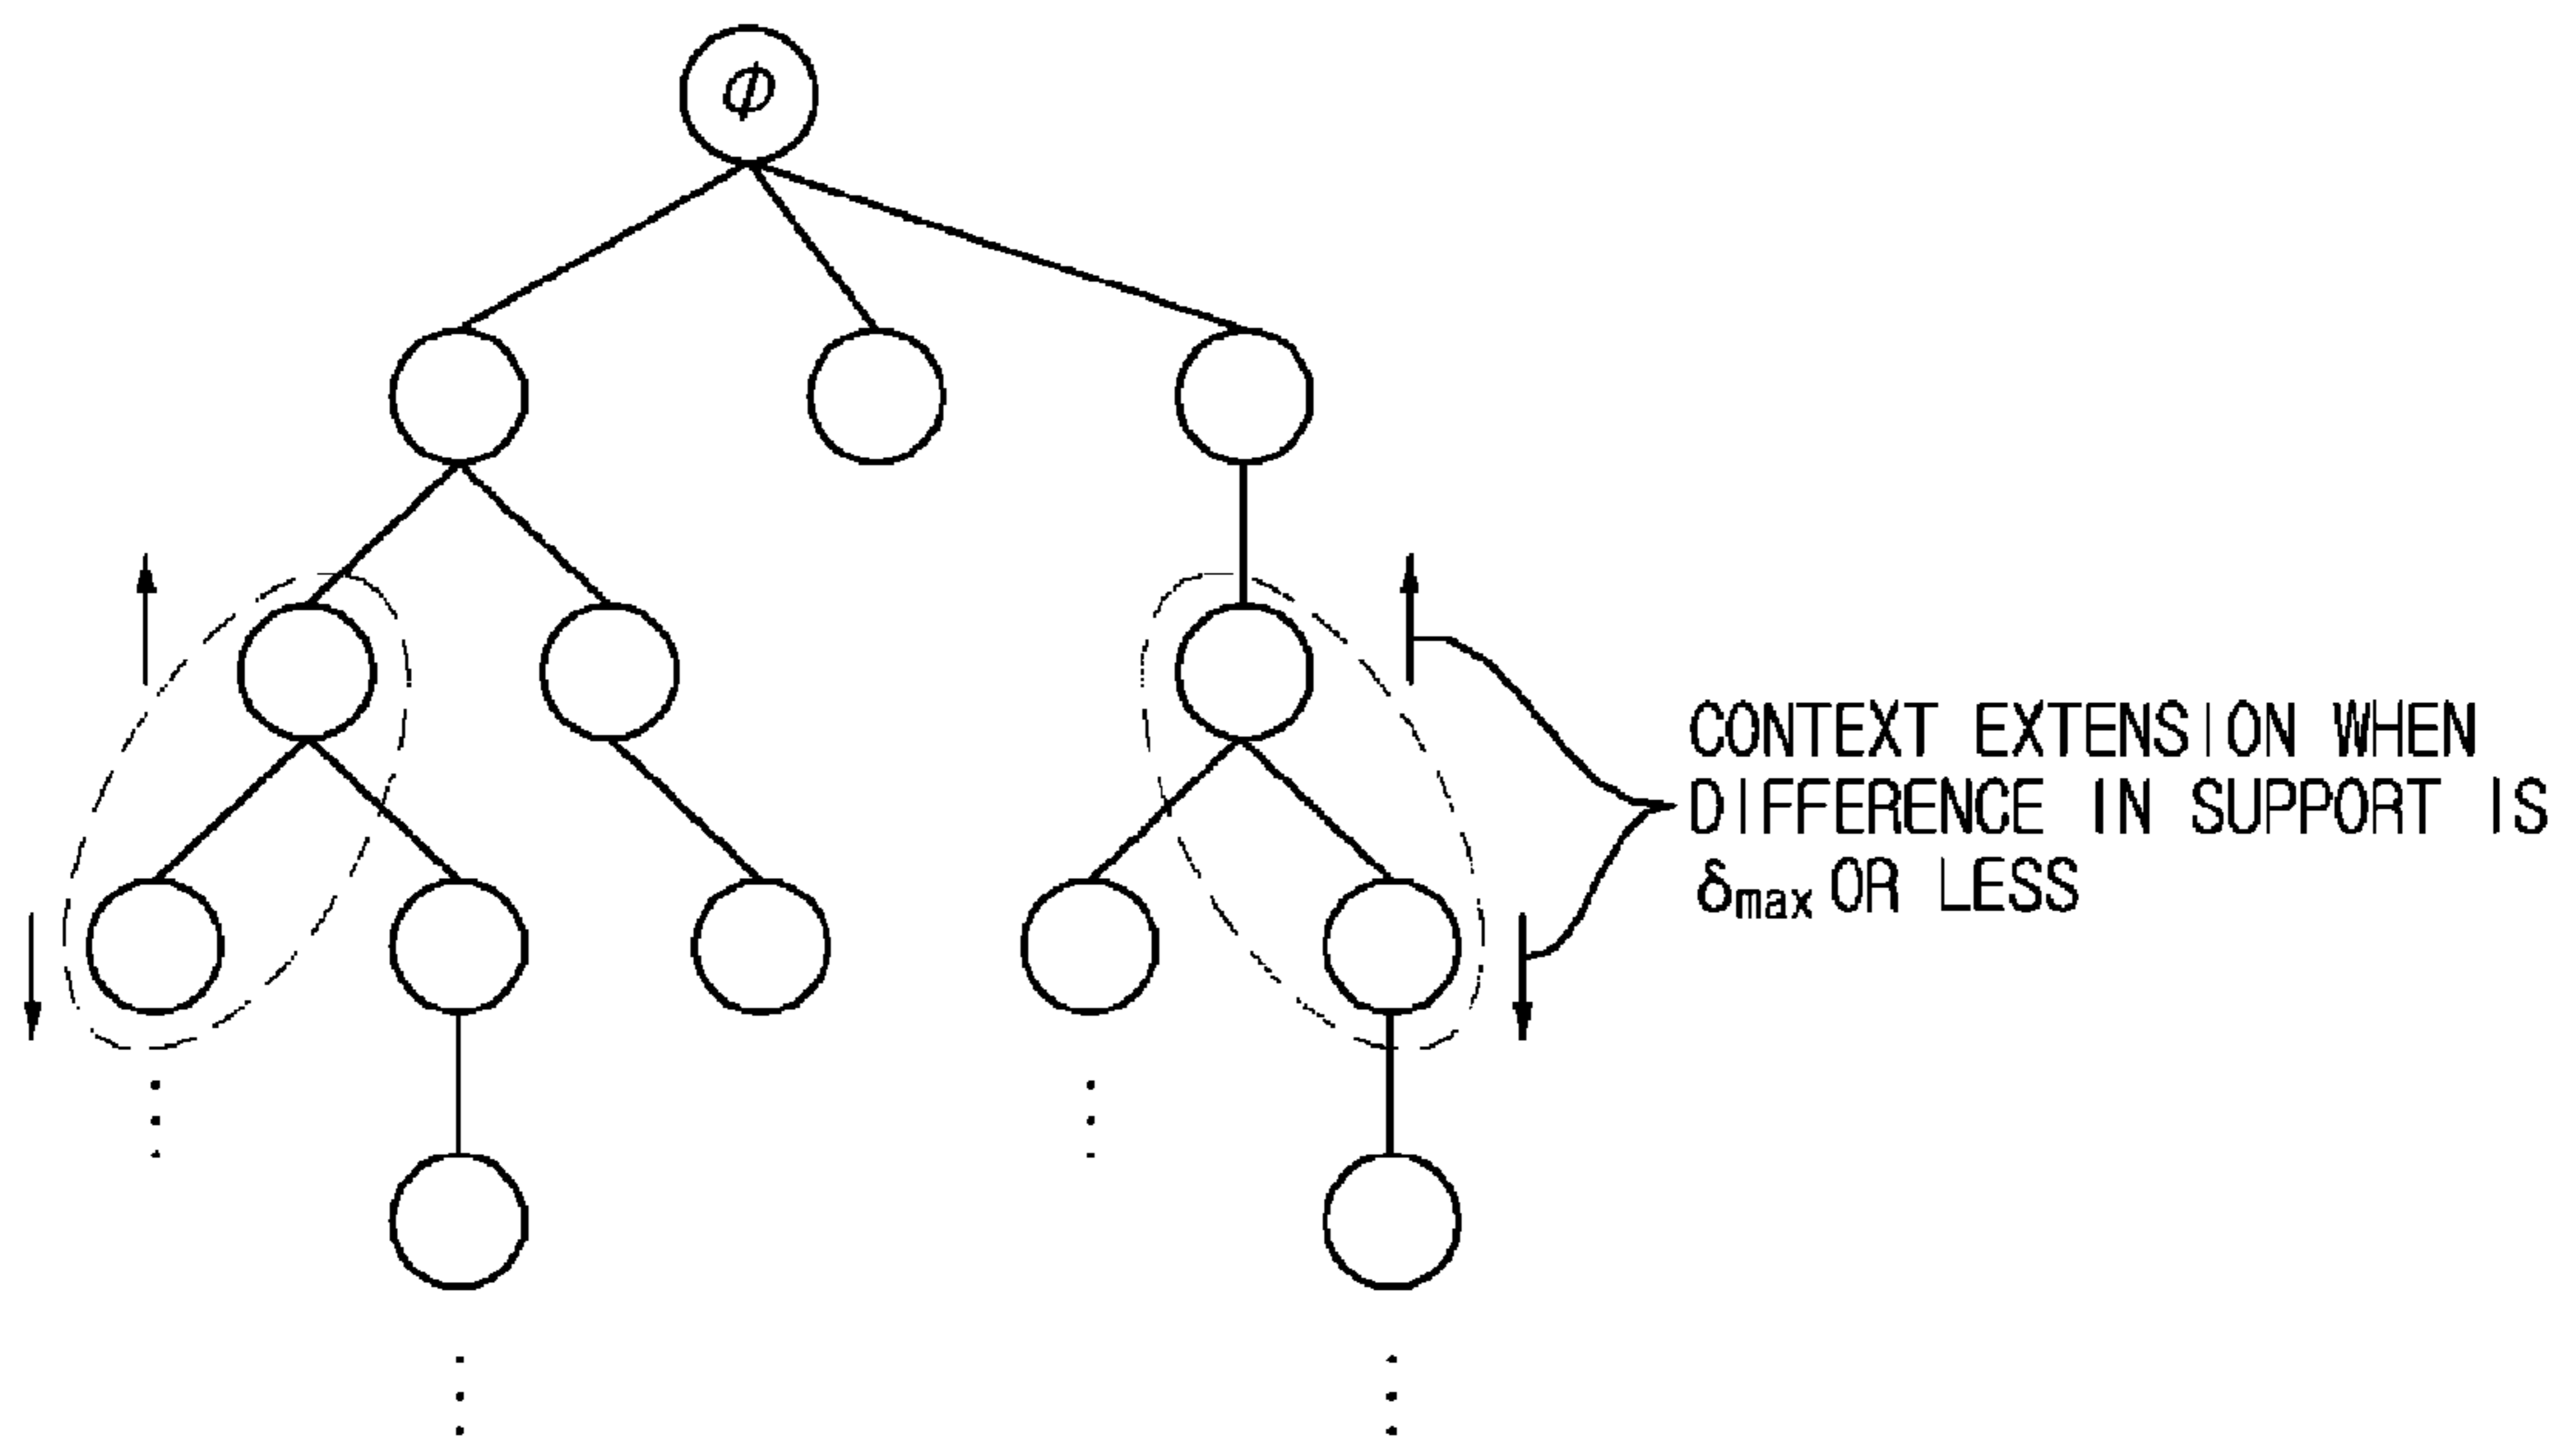 ϕ
CONTEXT EXTENSION WHEN
DIFFERENCE IN SUPPORT IS
δmax OR LESS